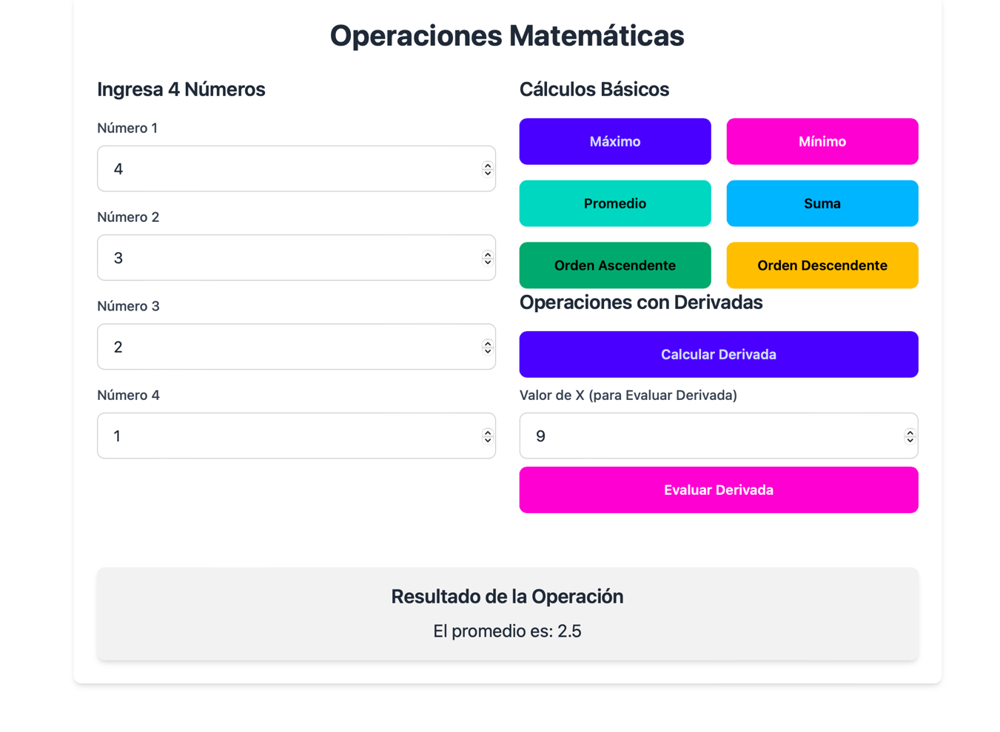 Operaciones Matemáticas
Ingresa 4 Números
Número 1
4
Número 2
3
Número 3
2
Número 4
1
Cálculos Básicos
Máximo
Mínimo
Promedio
Suma
Orden Ascendente
Orden Descendente
Operaciones con Derivadas
Calcular Derivada
Valor de X (para Evaluar Derivada)
9
Evaluar Derivada
Resultado de la Operación
El promedio es: 2.5